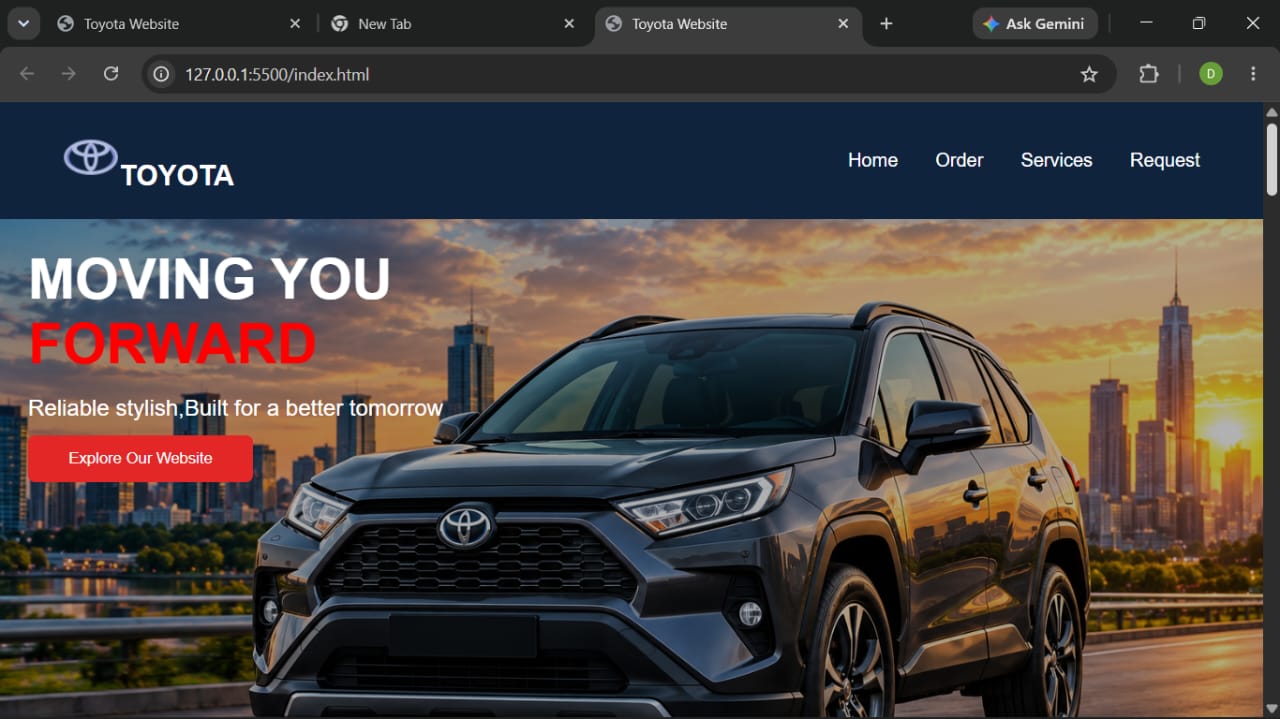 Toyota Website
New Tab
Toyota Website
Ask Gemini
127.0.0.1:5500/index.html
D
TOYOTA
Home
Order
Services
Request
MOVING YOU
FORWARD
Reliable stylish,Built for a better tomorrow
Explore Our Website